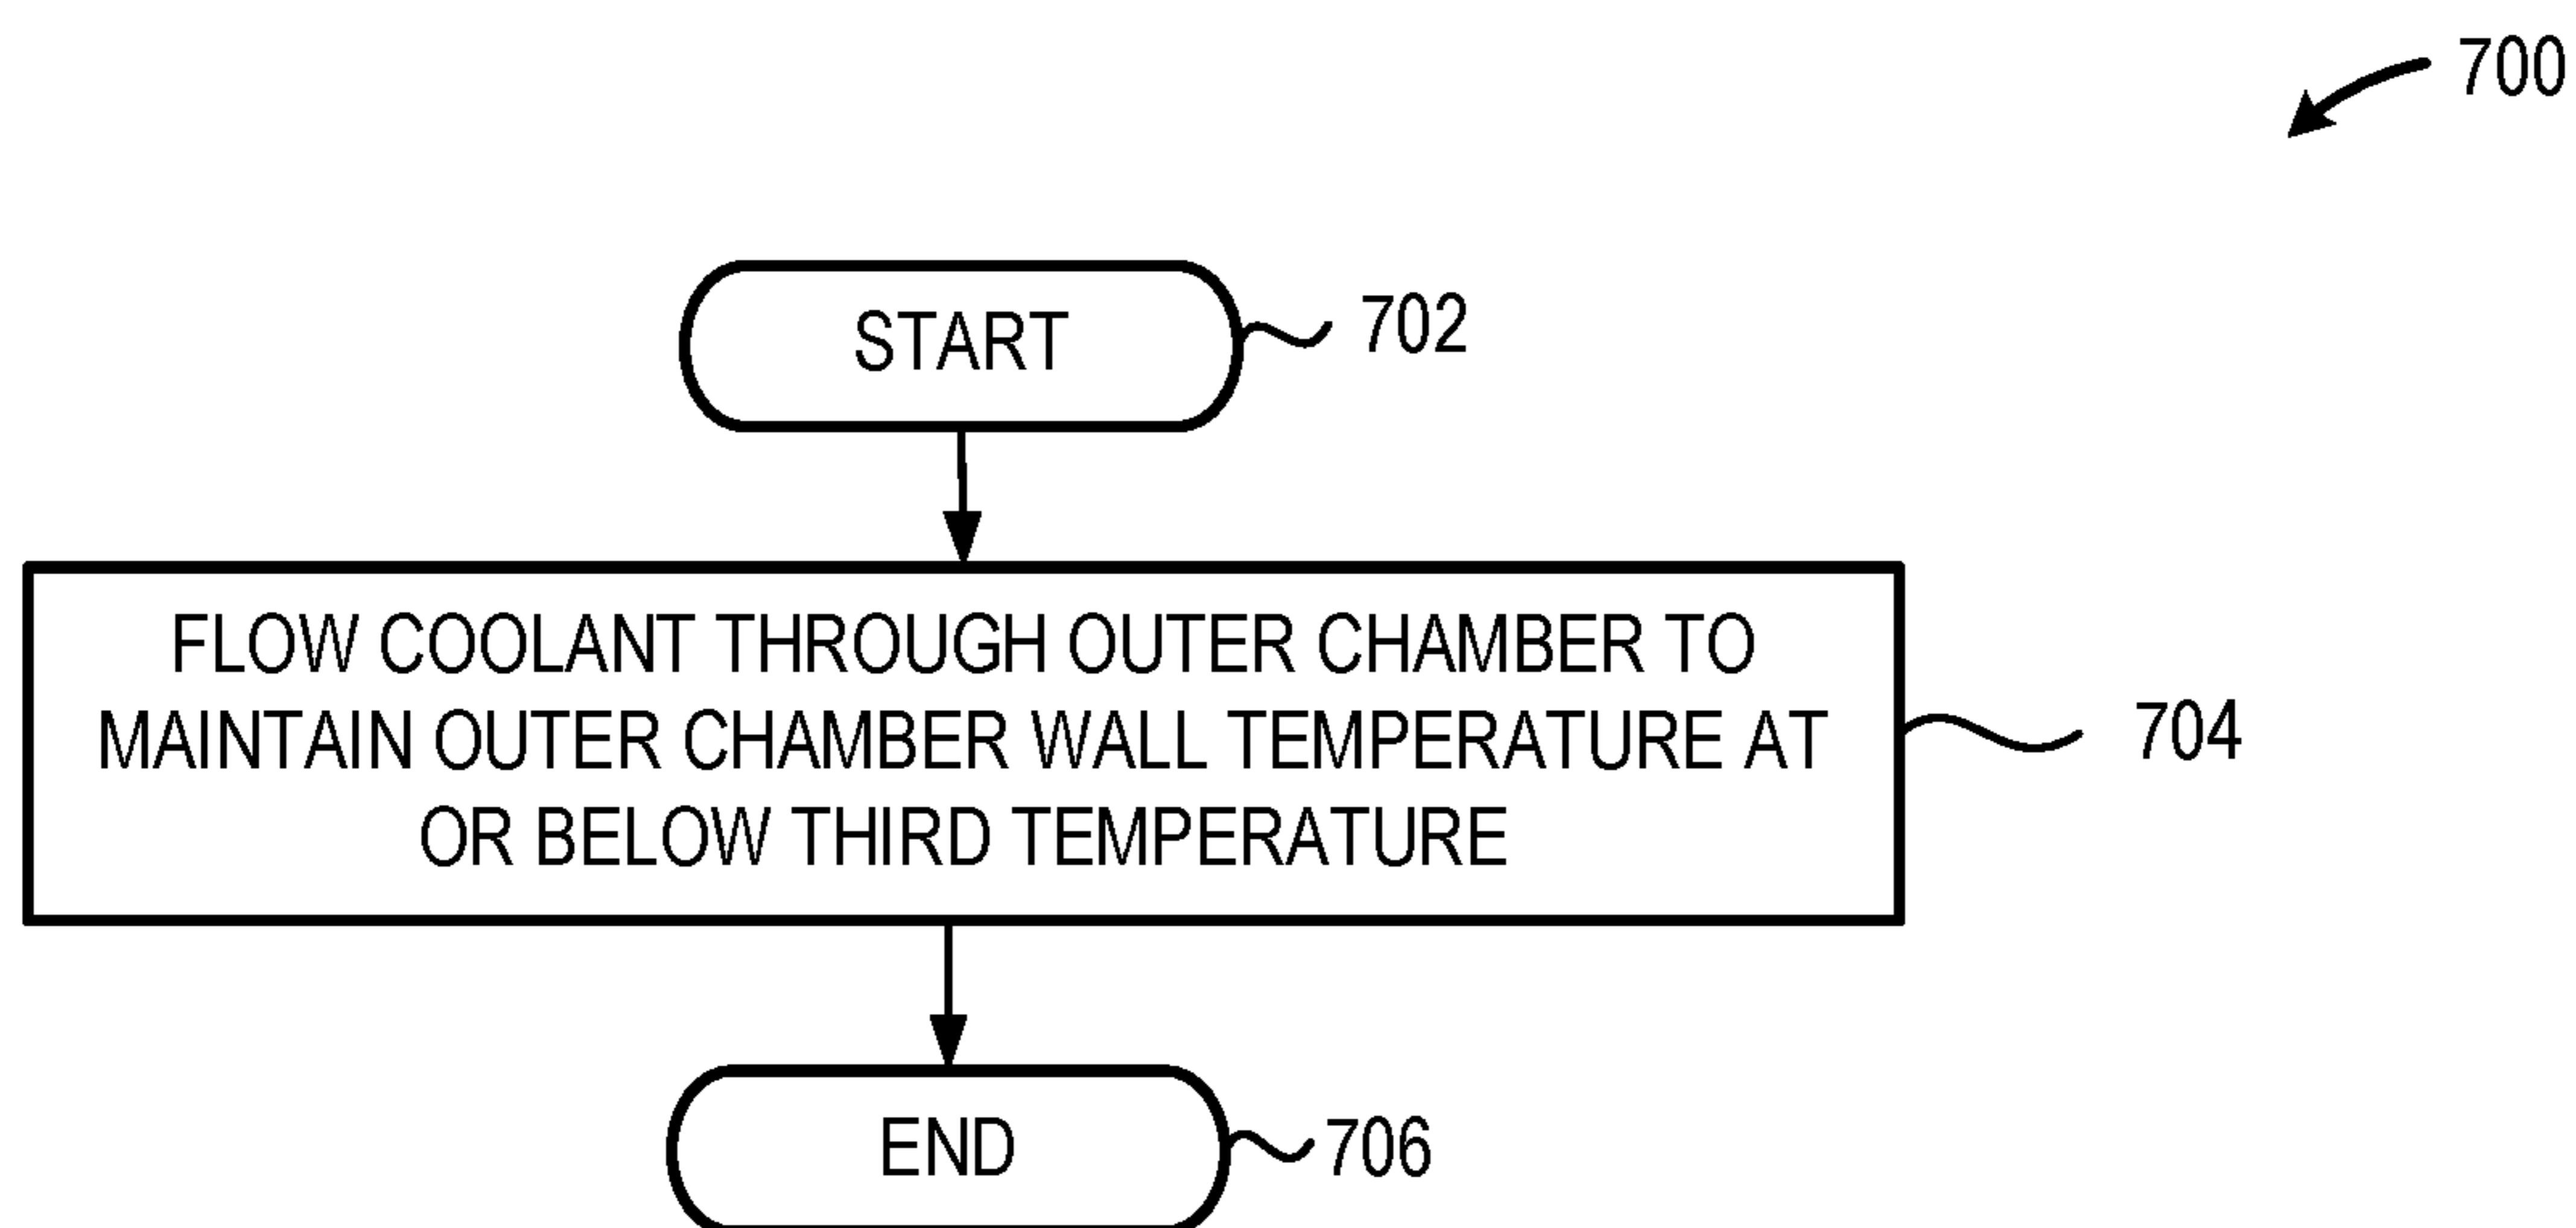 700
START
702
FLOW COOLANT THROUGH OUTER CHAMBER TO
MAINTAIN OUTER CHAMBER WALL TEMPERATURE AT
OR BELOW THIRD TEMPERATURE
704
END
706